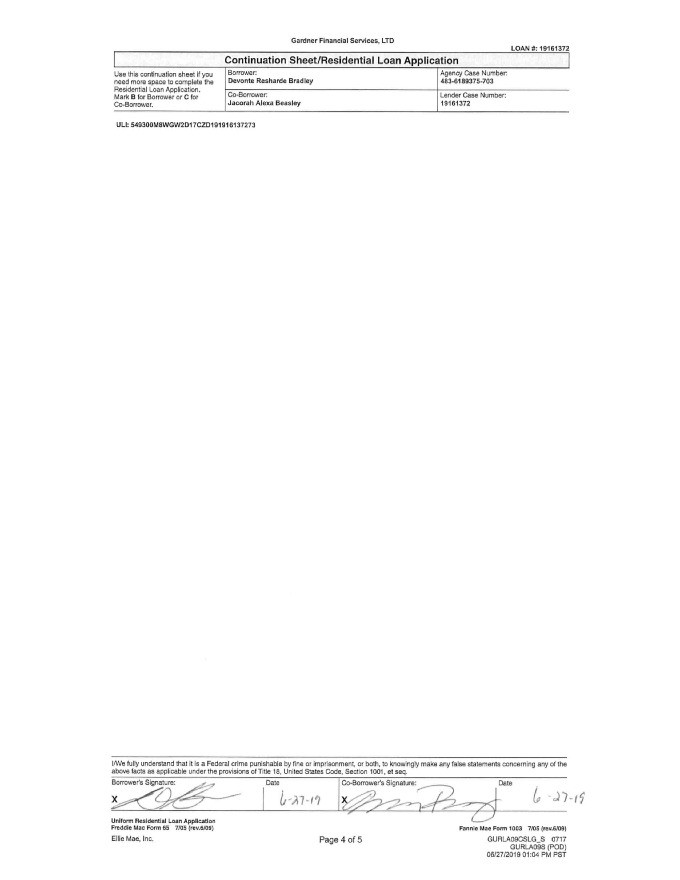 Gardner Financial Services, LTD
LOAN #: 19161372
Continuation Sheet/Residential Loan Application
Use this continuation sheet if you
need more space to complete the
Residential Loan Application.
Mark B for Borrower or C for
Co-Borrower.
Borrower:
Devonte Resharde Bradley
Agency Case Number:
483-6189375-703
Co-Borrower:
Jacorah Alexa Beasley
Lender Case Number:
19161372
ULI: 549300M8WGW2D17CZD191916137273
I/We fully understand that it is a Federal crime punishable by fine or imprisonment, or both, to knowingly make any false statements concerning any of the
above facts as applicable under the provisions of Title 18, United States Code, Section 1001, et seq.
Borrower's Signature:
Date
Co-Borrower's Signature:
Date
X
6-27-19
X
6-27-19
Uniform Residential Loan Application
Freddie Mac Form 65 7/05 (rev.6/09)
Fannie Mae Form 1003 7/05 (rev.6/09)
Ellie Mae, Inc.
Page 4 of 5
GURLA09CSLG_S 0717
GURLA09S (POD)
06/27/2019 01:04 PM PST